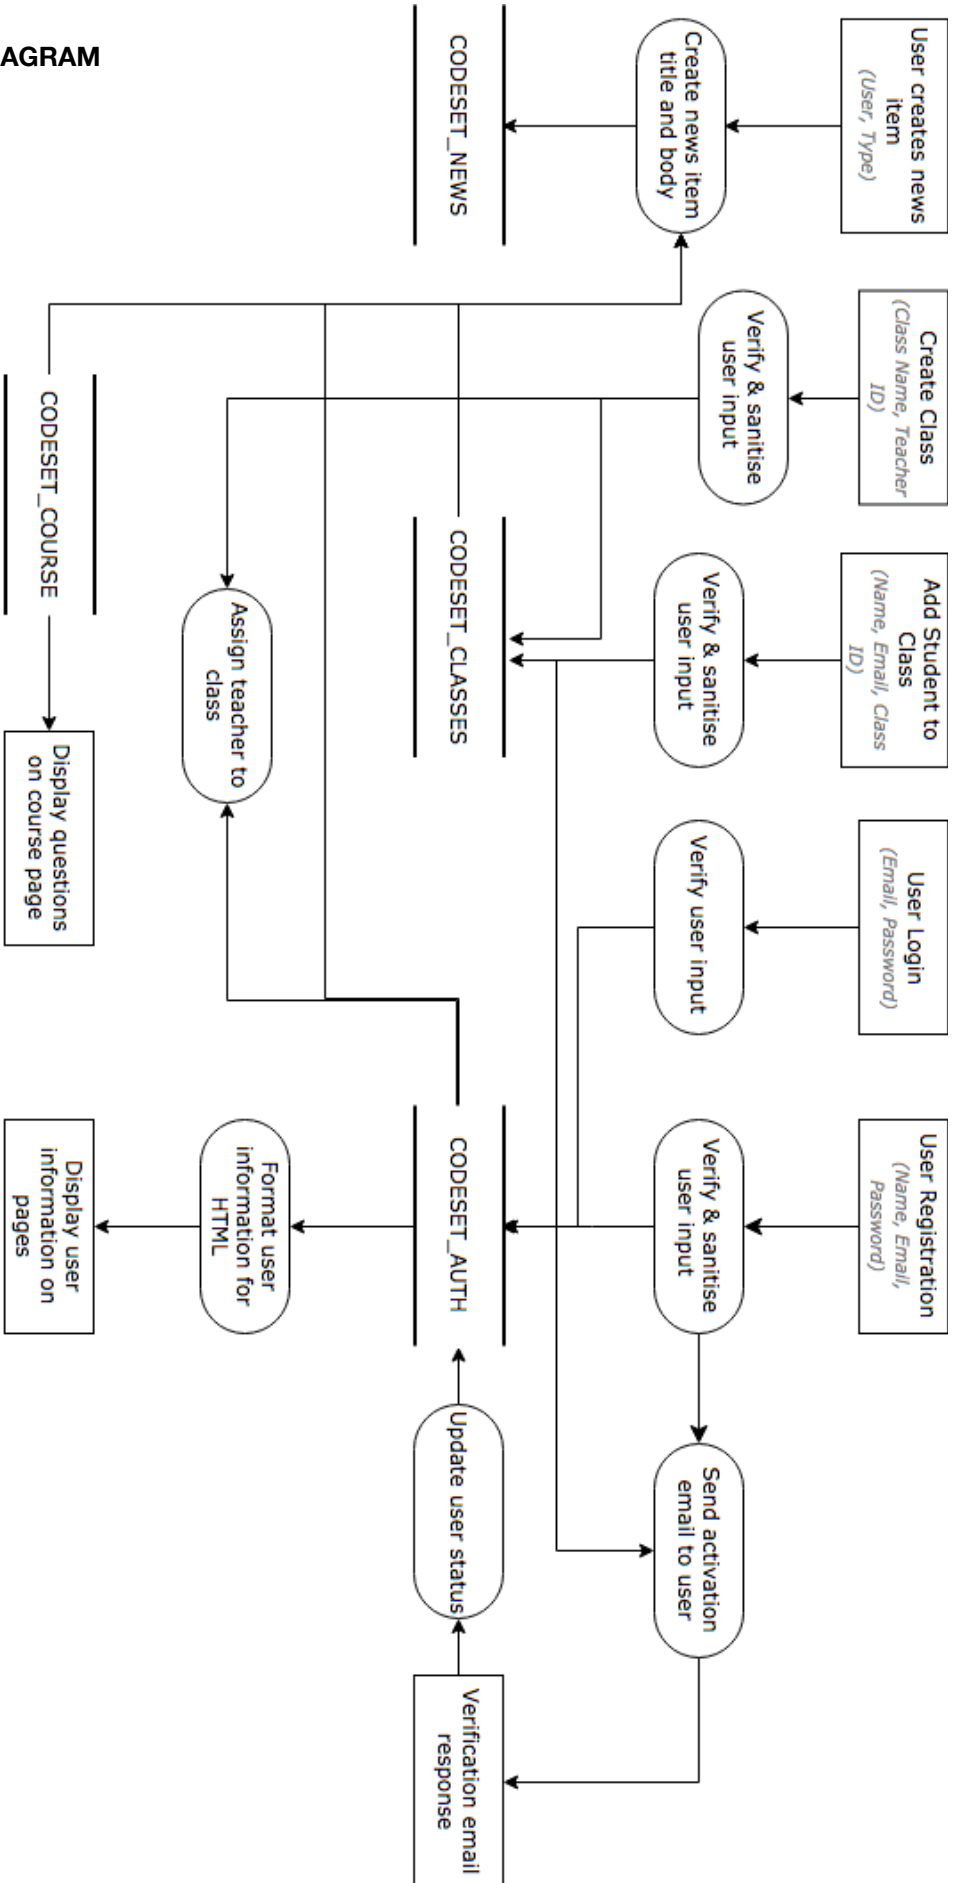 AGRAM
User creates news
item
(User, Type)
Create news item
title and body
CODESET_NEWS
Create Class
(Class Name, Teacher
ID)
Verify & sanitise
user input
Add Student to
Class
(Name, Email, Class
ID)
Verify & sanitise
user input
CODESET_CLASSES
Assign teacher to
class
CODESET_COURSE
Display questions
on course page
User Login
(Email, Password)
Verify user input
User Registration
(Name, Email,
Password)
Verify & sanitise
user input
CODESET_AUTH
Format user
information for
HTML
Display user
information on
pages
Send activation
email to user
Update user status
Verification email
response